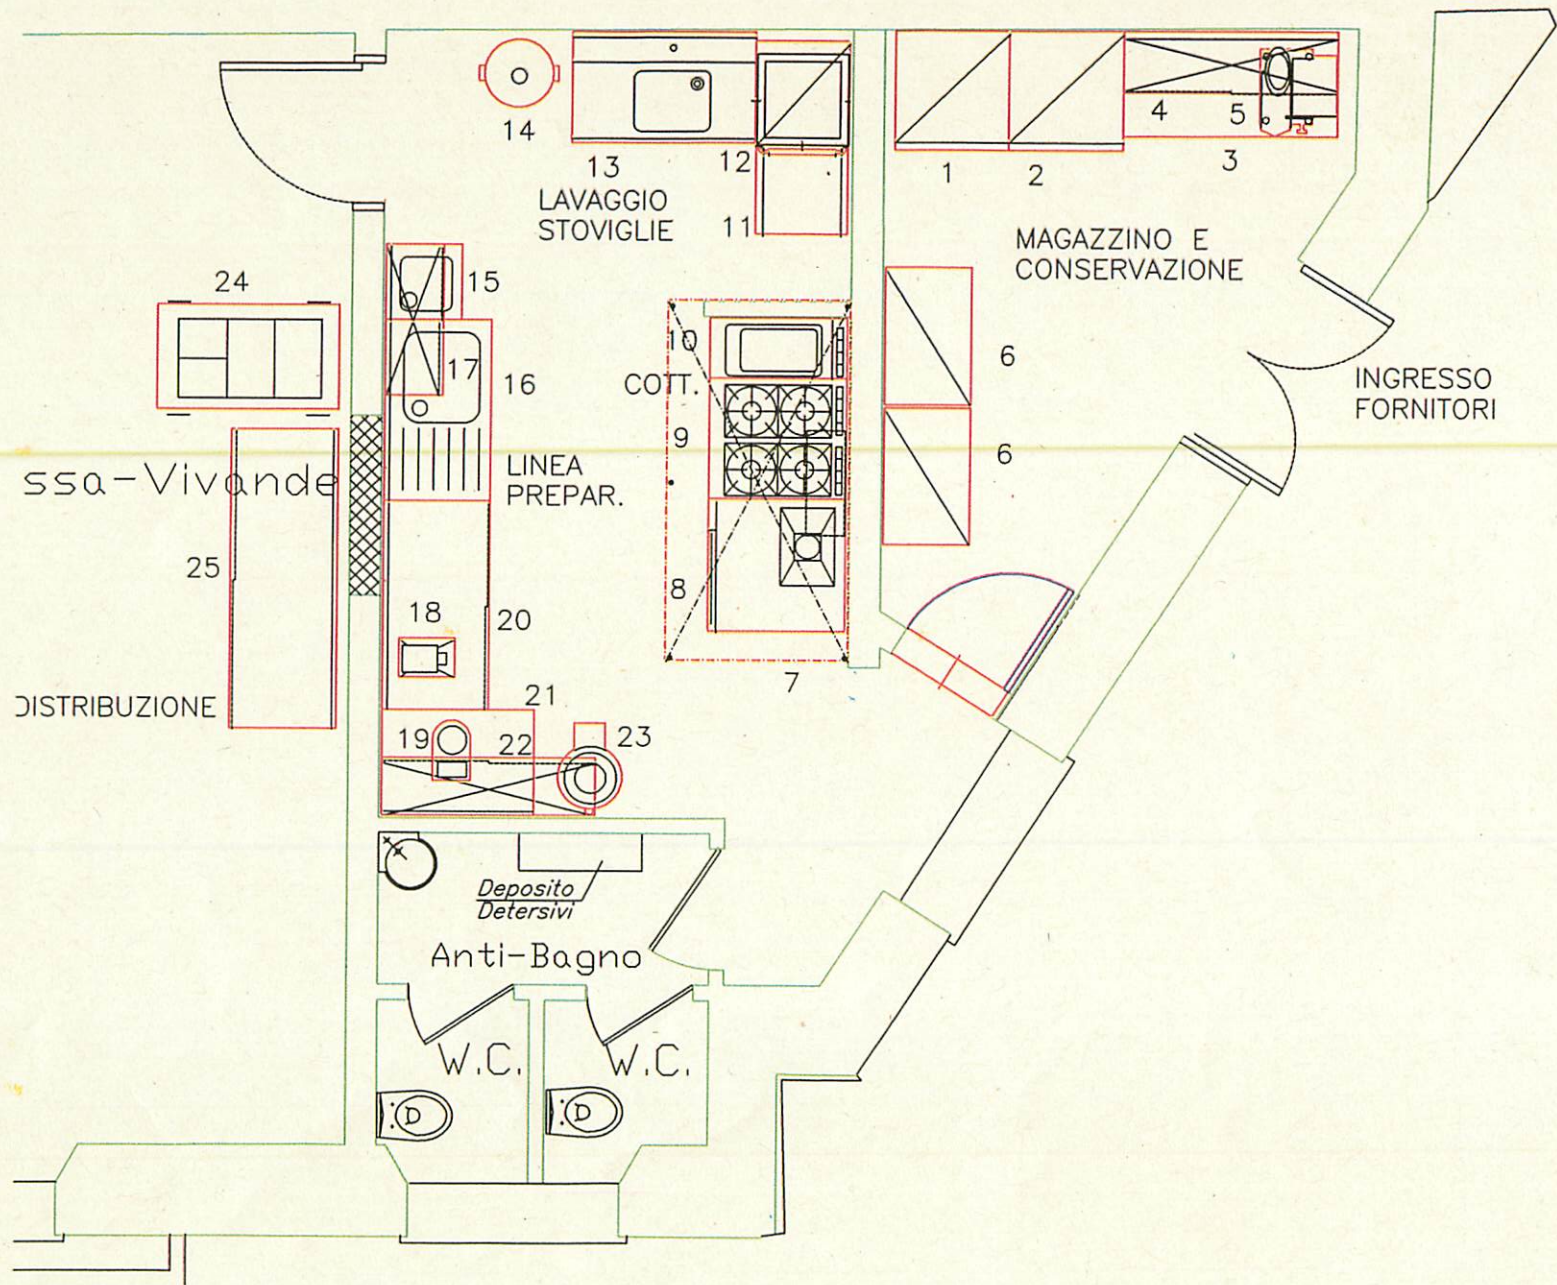 14
13
LAVAGGIO
STOVIGLIE
12
11
1
2
4
5
3
MAGAZZINO E
CONSERVAZIONE
24
15
17
16
10
COTT.
9
6
6
INGRESSO
FORNITORI
ssa-Vivande
LINEA
PREPAR.
25
18
20
8
7
DISTRIBUZIONE
21
19
22
23
Deposito
Detersivi
Anti-Bagno
W.C.
W.C.
D
D